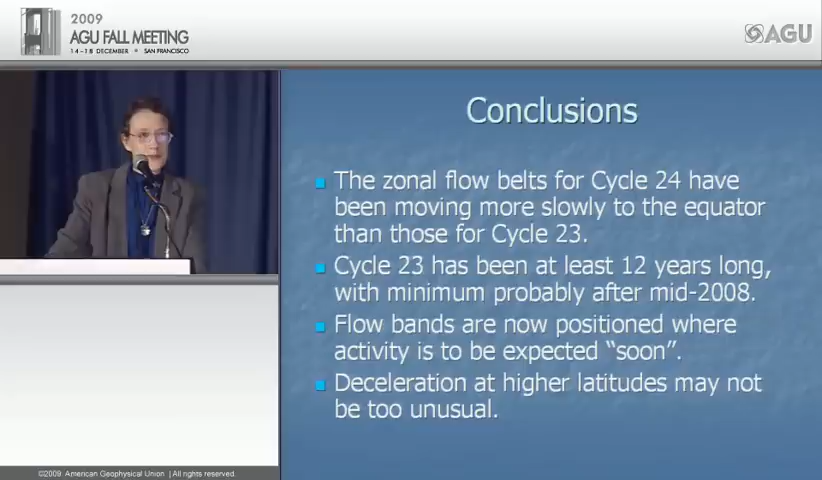 2009
AGU FALL MEETING
14-18 DECEMBER • SAN FRANCISCO
AGU
Conclusions
The zonal flow belts for Cycle 24 have
been moving more slowly to the equator
than those for Cycle 23.
Cycle 23 has been at least 12 years long,
with minimum probably after mid-2008.
Flow bands are now positioned where
activity is to be expected “soon”.
Deceleration at higher latitudes may not
be too unusual.
©2009. American Geophysical Union | All rights reserved.